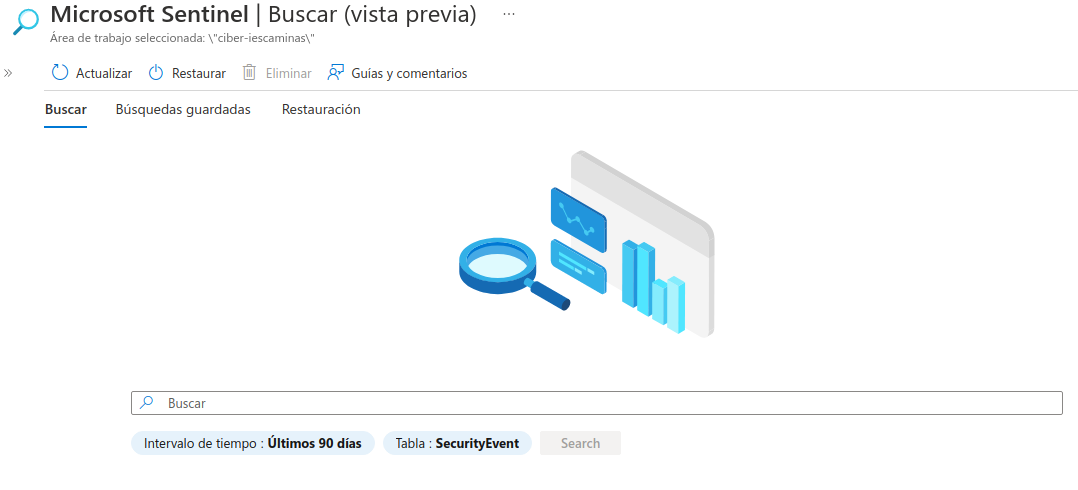 Microsoft Sentinel | Buscar (vista previa) ...
Área de trabajo seleccionada: \"ciber-iescaminas\"
» Actualizar Restaurar Eliminar Guías y comentarios
Buscar Búsquedas guardadas Restauración
Buscar
Intervalo de tiempo : Últimos 90 días Tabla : SecurityEvent Search